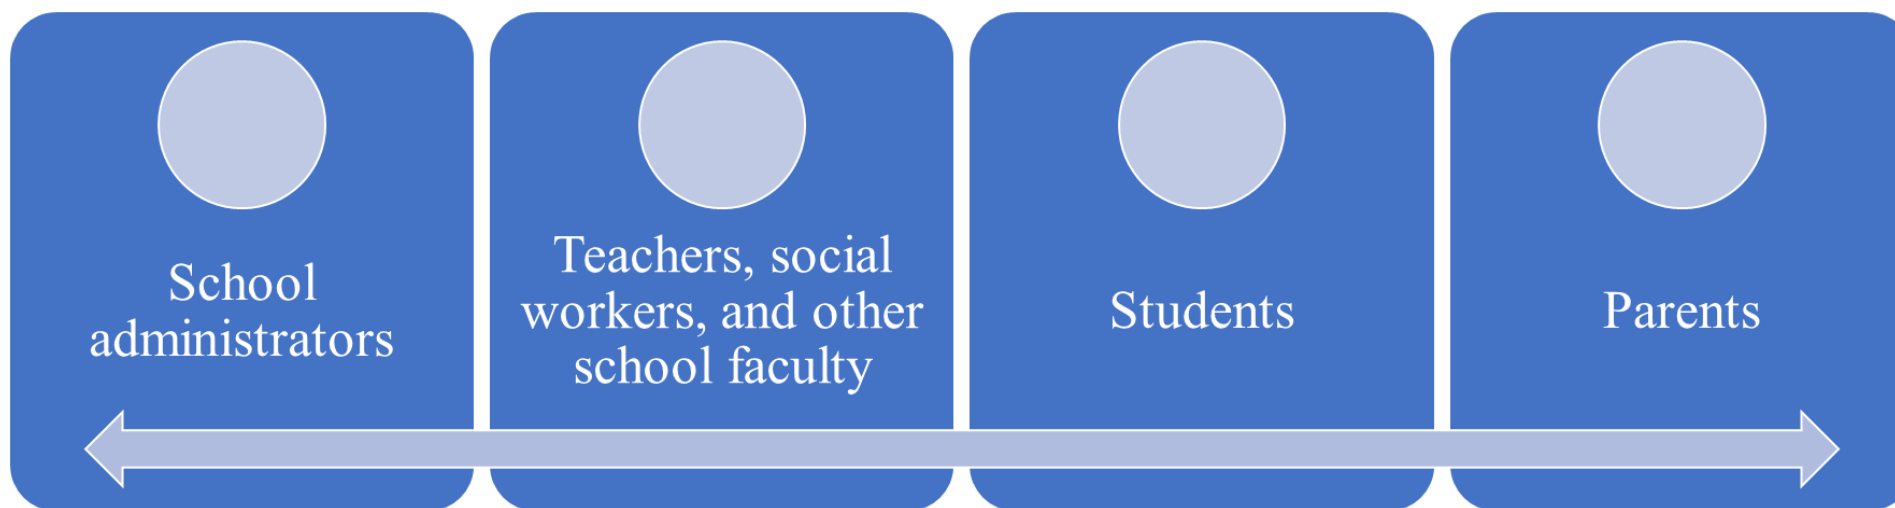 School
administrators
Teachers, social
workers, and other
school faculty
Students
Parents